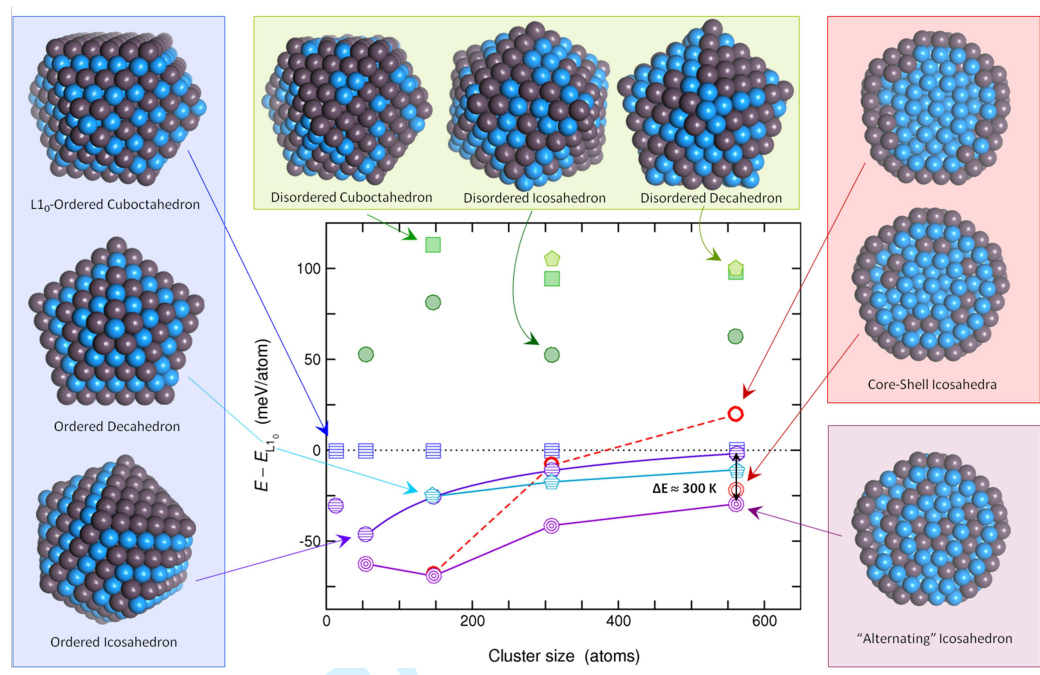 L1₀-Ordered Cuboctahedron
Ordered Decahedron
Ordered Icosahedron
Disordered Cuboctahedron
Disordered Icosahedron
Disordered Decahedron
Core-Shell Icosahedra
"Alternating" Icosahedron
E – E_L1₀ (meV/atom)
100
50
0
-50
ΔE ≈ 300 K
0
200
400
600
Cluster size (atoms)